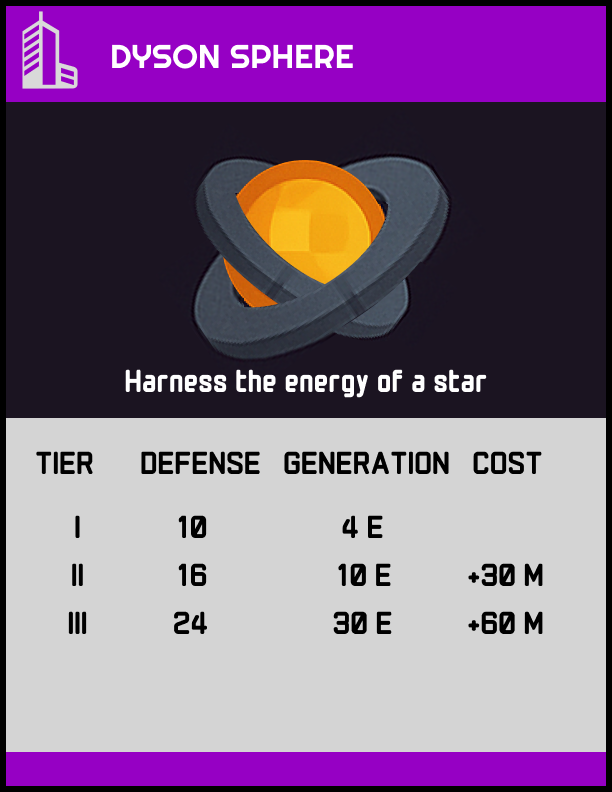 DYSON SPHERE
Harness the energy of a star
TIER DEFENSE GENERATION COST
I 10 4 E
II 16 10 E +30 M
III 24 30 E +60 M